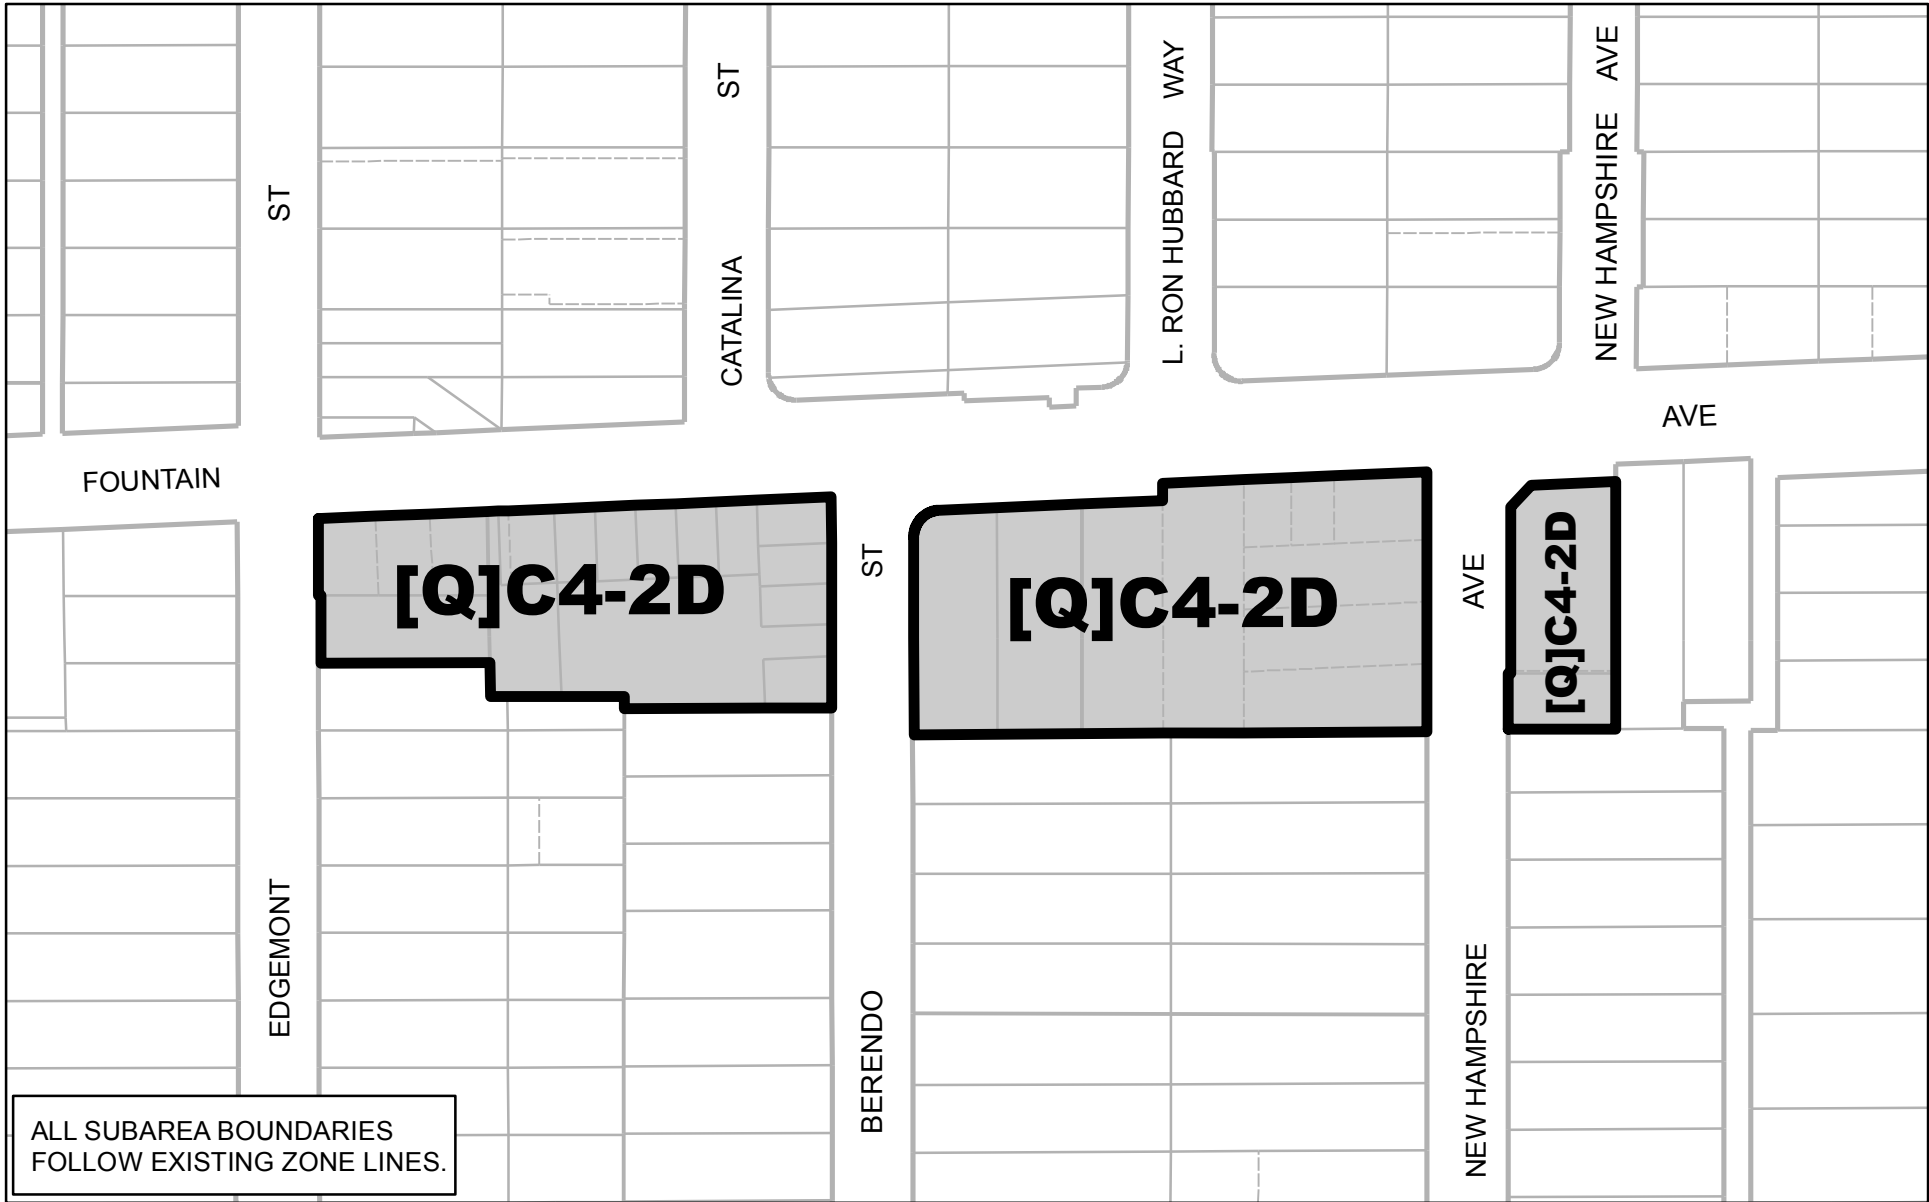 ST
CATALINA ST
L. RON HUBBARD WAY
NEW HAMPSHIRE AVE
AVE
FOUNTAIN
[Q]C4-2D
[Q]C4-2D
[Q]C4-2D
EDGEMONT
BERENDO ST
NEW HAMPSHIRE AVE
ALL SUBAREA BOUNDARIES
FOLLOW EXISTING ZONE LINES.